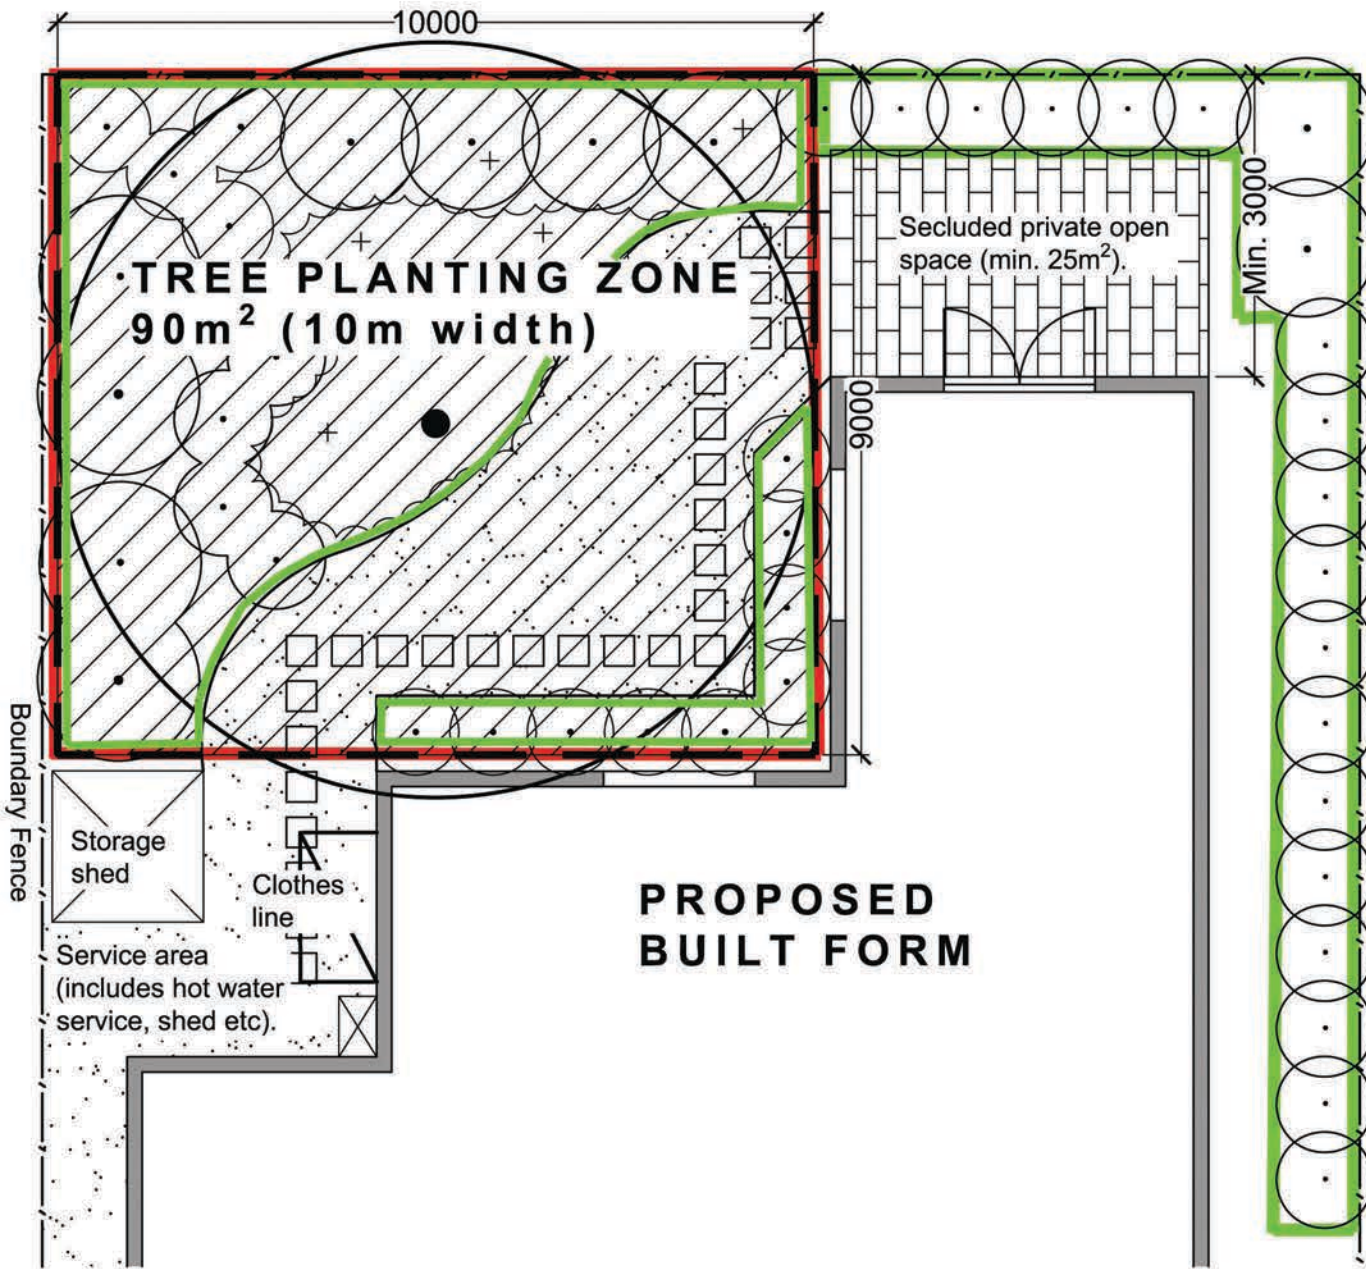 10000
Secluded private open
space (min. 25m²).
Min. 3000
TREE PLANTING ZONE
90m² (10m width)
9000
Boundary Fence
Storage
shed
Clothes
line
PROPOSED
BUILT FORM
Service area
(includes hot water
service, shed etc).